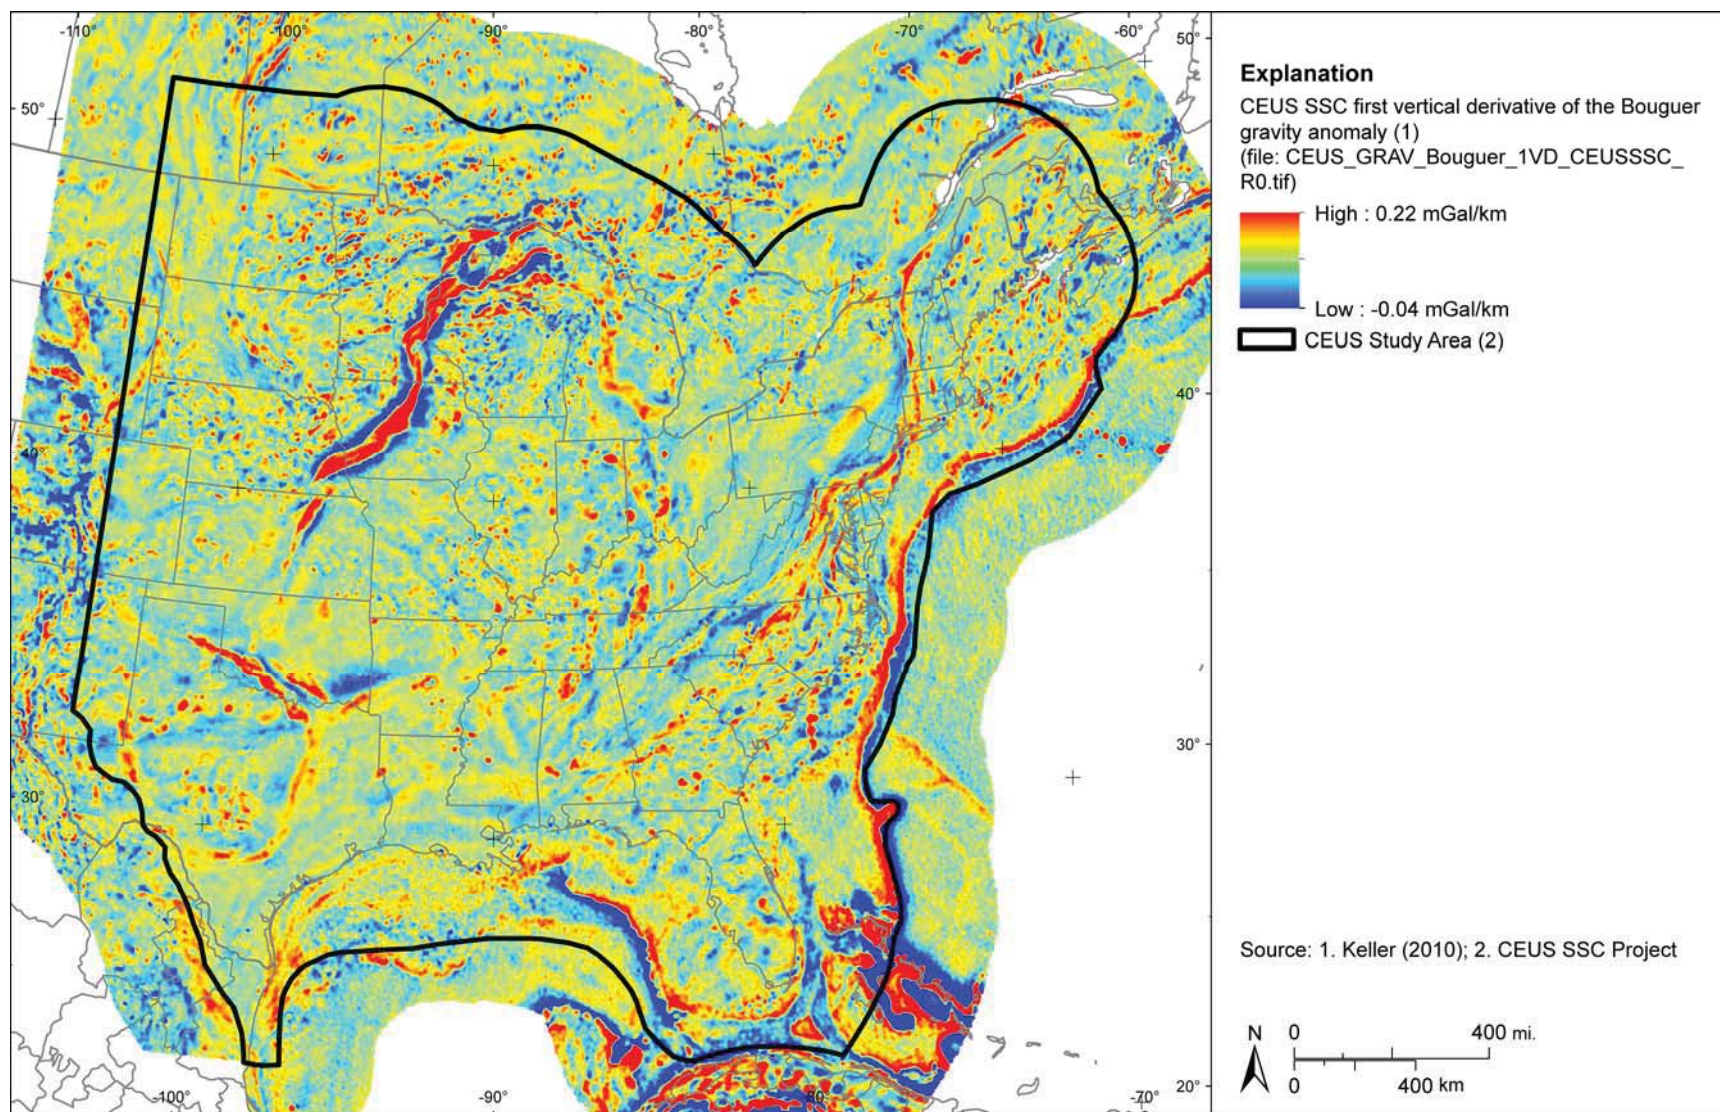 -110° -100° -90° -80° -70° -60°
50° 50°
40° 40°
30° 30°
20°
-100° -90° -80° -70°
Explanation
CEUS SSC first vertical derivative of the Bouguer
gravity anomaly (1)
(file: CEUS_GRAV_Bouguer_1VD_CEUSSSC_
R0.tif)
High : 0.22 mGal/km
Low : -0.04 mGal/km
CEUS Study Area (2)
Source: 1. Keller (2010); 2. CEUS SSC Project
N
0 400 mi.
0 400 km